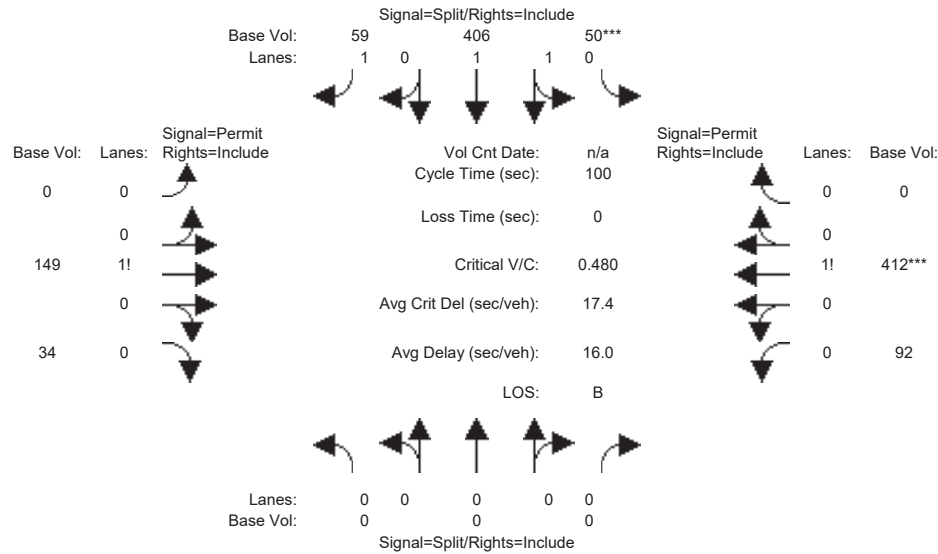 Signal=Split/Rights=Include
Base Vol: 59 406 50***
Lanes: 1 0 1 1 0
Signal=Permit Signal=Permit
Base Vol: Lanes: Rights=Include Vol Cnt Date: n/a Rights=Include Lanes: Base Vol:
Cycle Time (sec): 100
0 0 0 0
Loss Time (sec): 0
0 0
149 1! Critical V/C: 0.480 1! 412***
0 Avg Crit Del (sec/veh): 17.4 0
34 0 Avg Delay (sec/veh): 16.0 0 92
LOS: B
Lanes: 0 0 0 0 0
Base Vol: 0 0 0
Signal=Split/Rights=Include